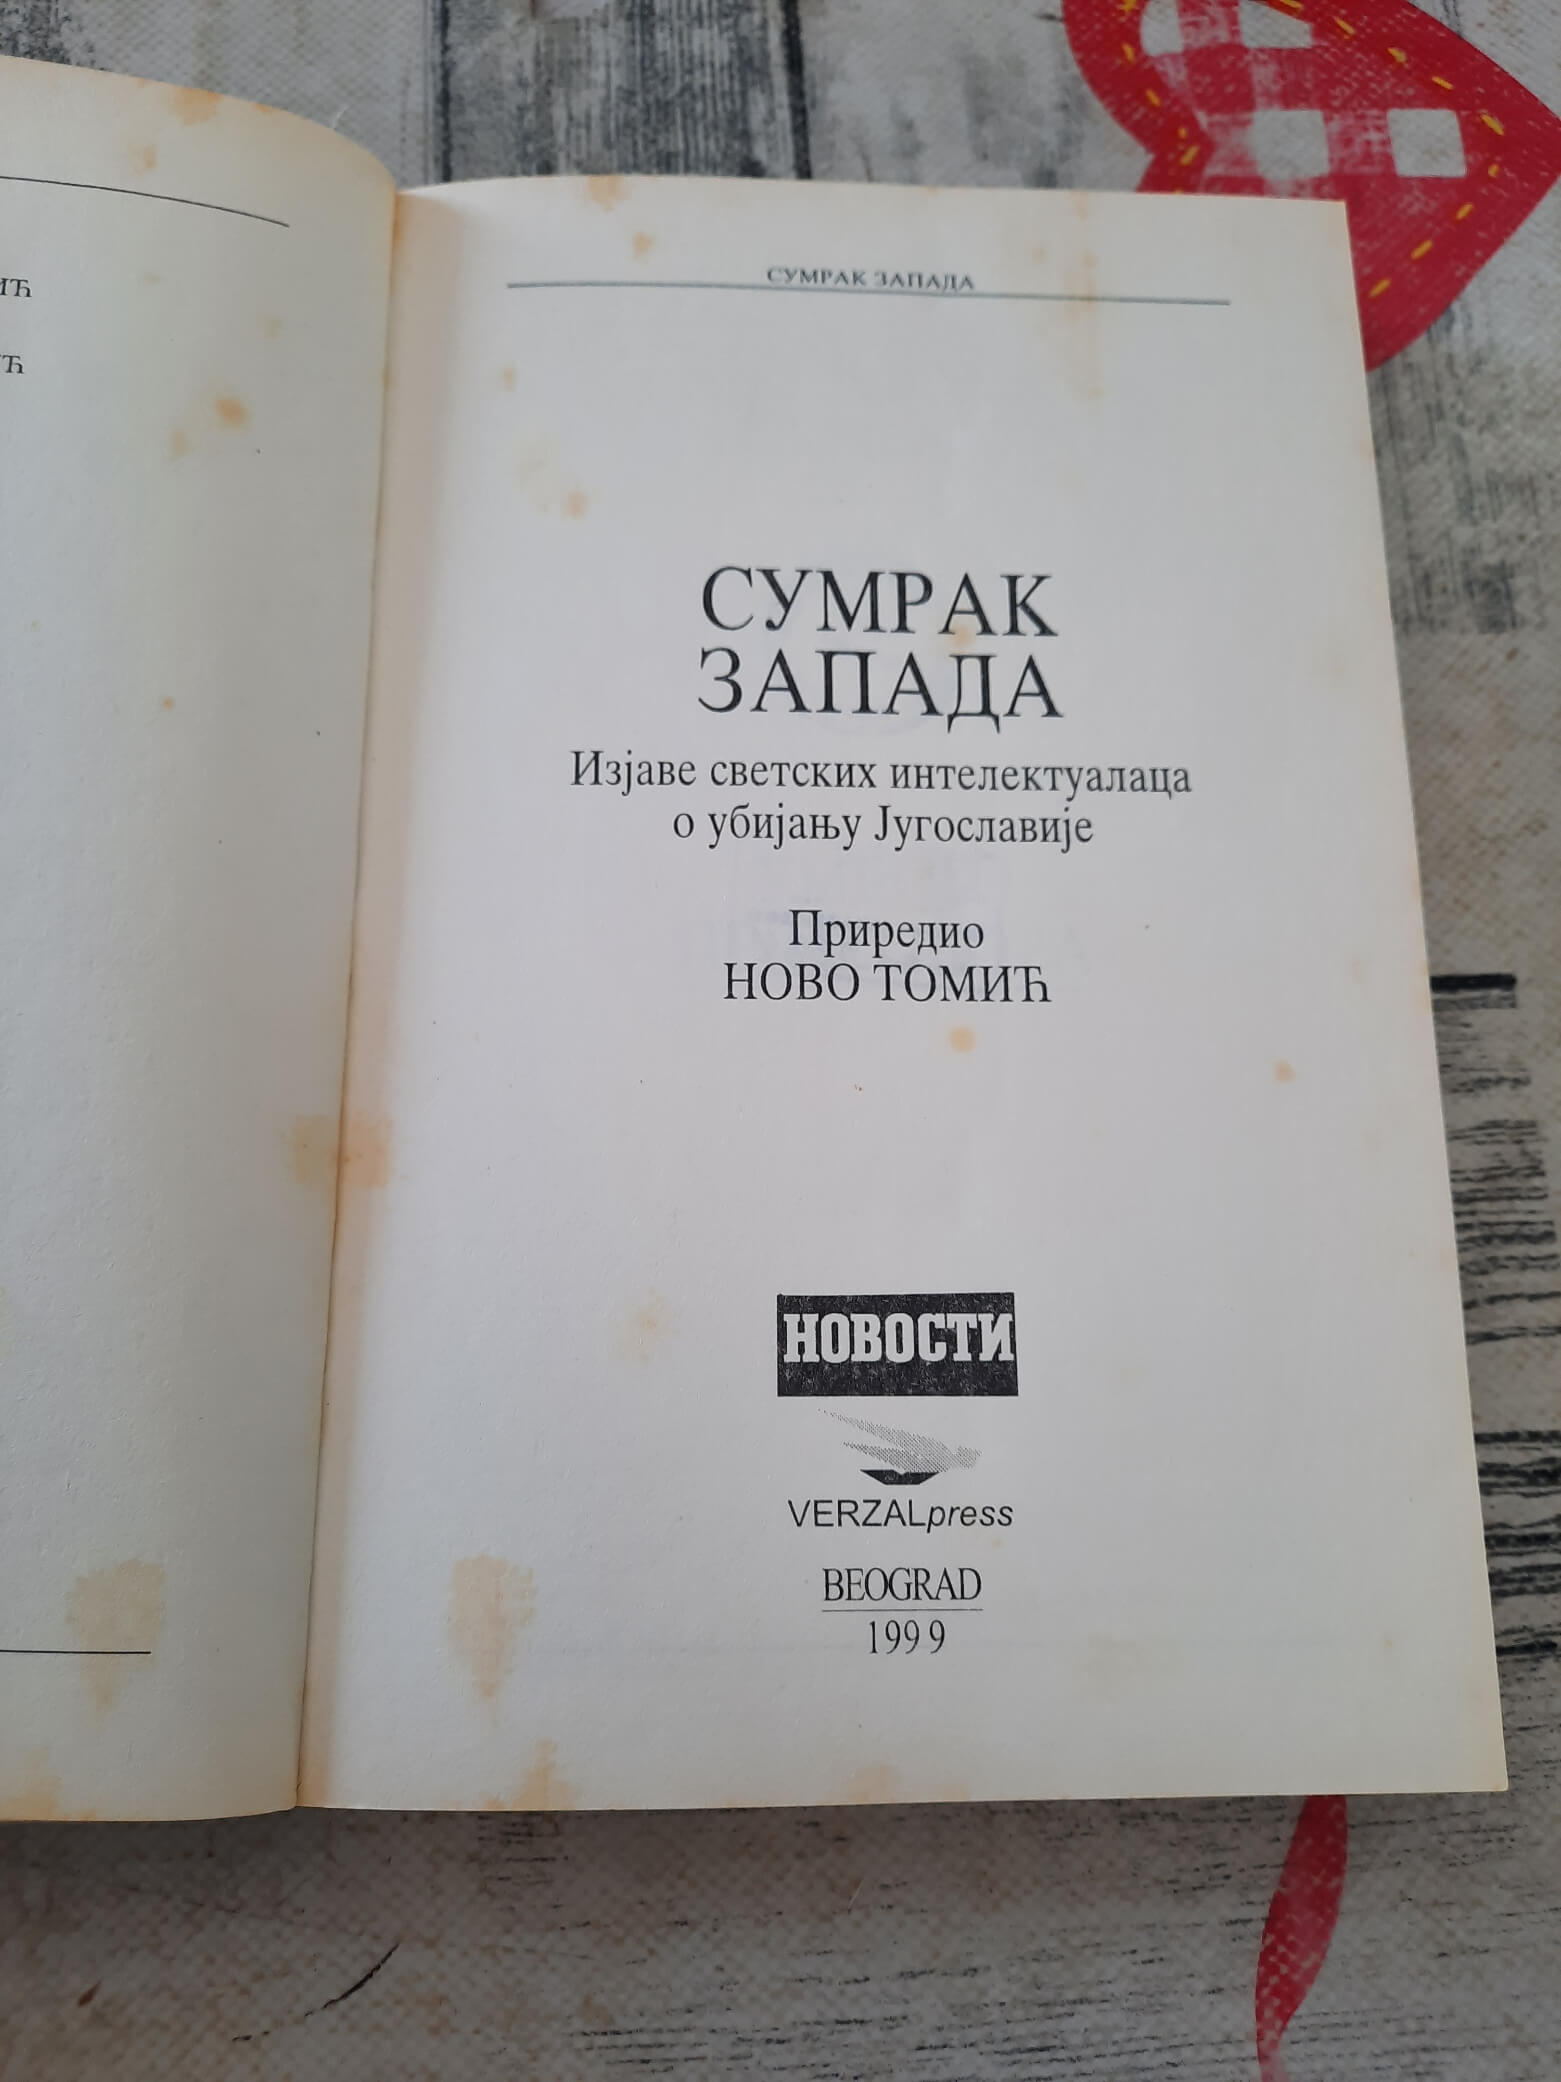 СУМРАК ЗАПАДА
СУМРАК
ЗАПАДА
Изјаве светских интелектуалаца
о убијању Југославије
Приредио
НОВО ТОМИЋ
НОВОСТИ
VERZALpress
BEOGRAD
1999